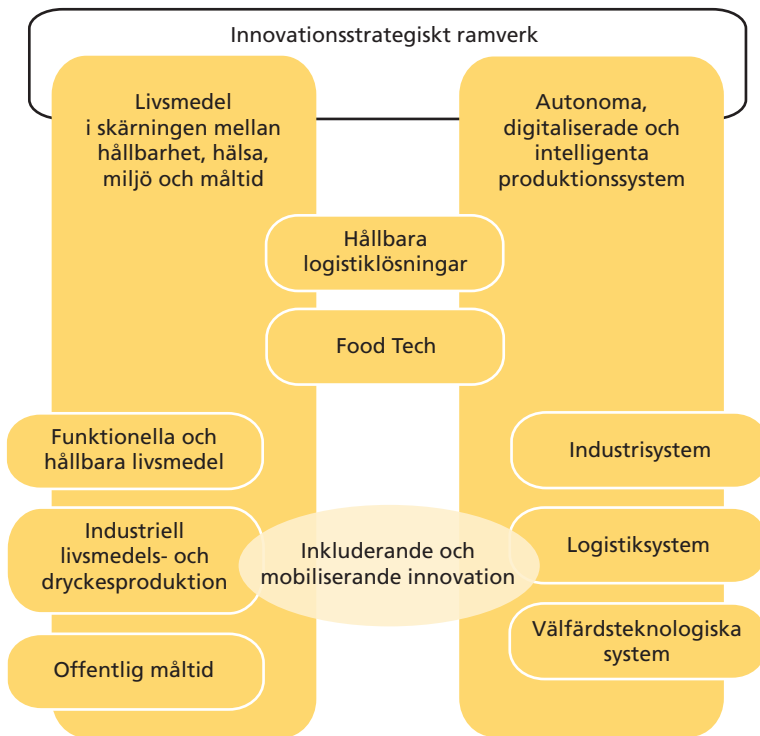 Innovationsstrategiskt ramverk
Livsmedel
i skärningen mellan
hållbarhet, hälsa,
miljö och måltid
Autonoma,
digitaliserade och
intelligenta
produktionssystem
Hållbara
logistiklösningar
Food Tech
Funktionella och
hållbara livsmedel
Industrisystem
Industriell
livsmedels- och
dryckesproduktion
Inkluderande och
mobiliserande innovation
Logistiksystem
Offentlig måltid
Välfärdsteknologiska
system